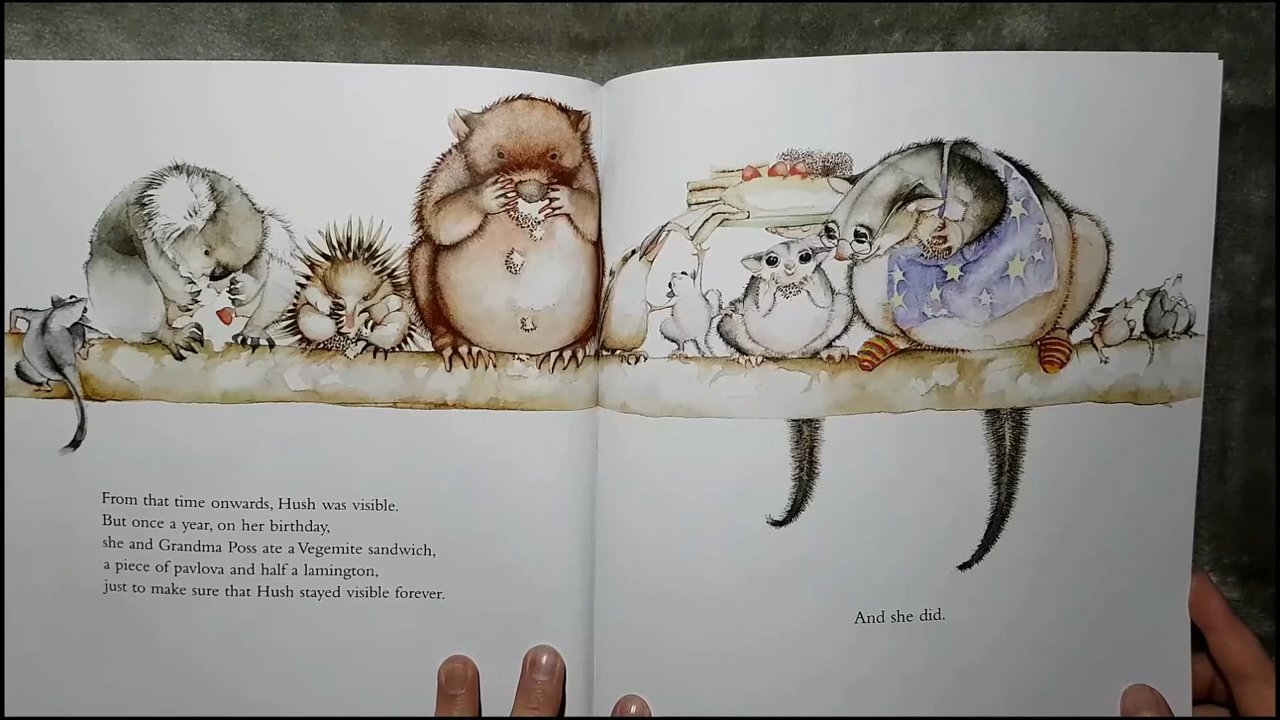 From that time onwards, Hush was visible.
But once a year, on her birthday,
she and Grandma Poss ate a Vegemite sandwich,
a piece of pavlova and half a lamington,
just to make sure that Hush stayed visible forever.
And she did.